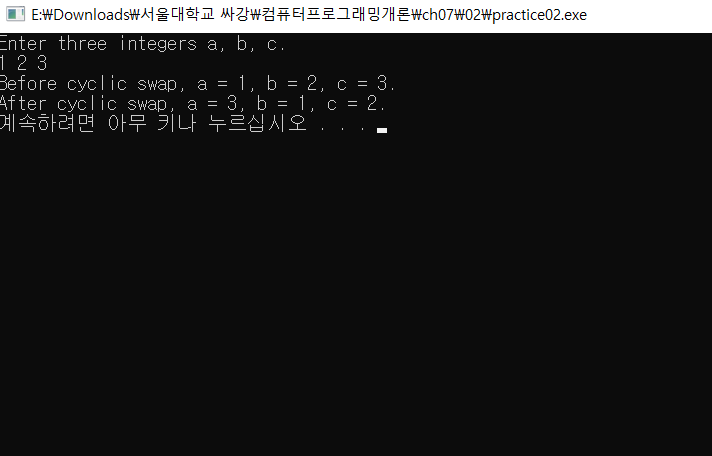 E:\Downloads\서울대학교 싸강\컴퓨터프로그래밍개론\ch07\02\practice02.exe
Enter three integers a, b, c.
1 2 3
Before cyclic swap, a = 1, b = 2, c = 3.
After cyclic swap, a = 3, b = 1, c = 2.
계속하려면 아무 키나 누르십시오 . . .